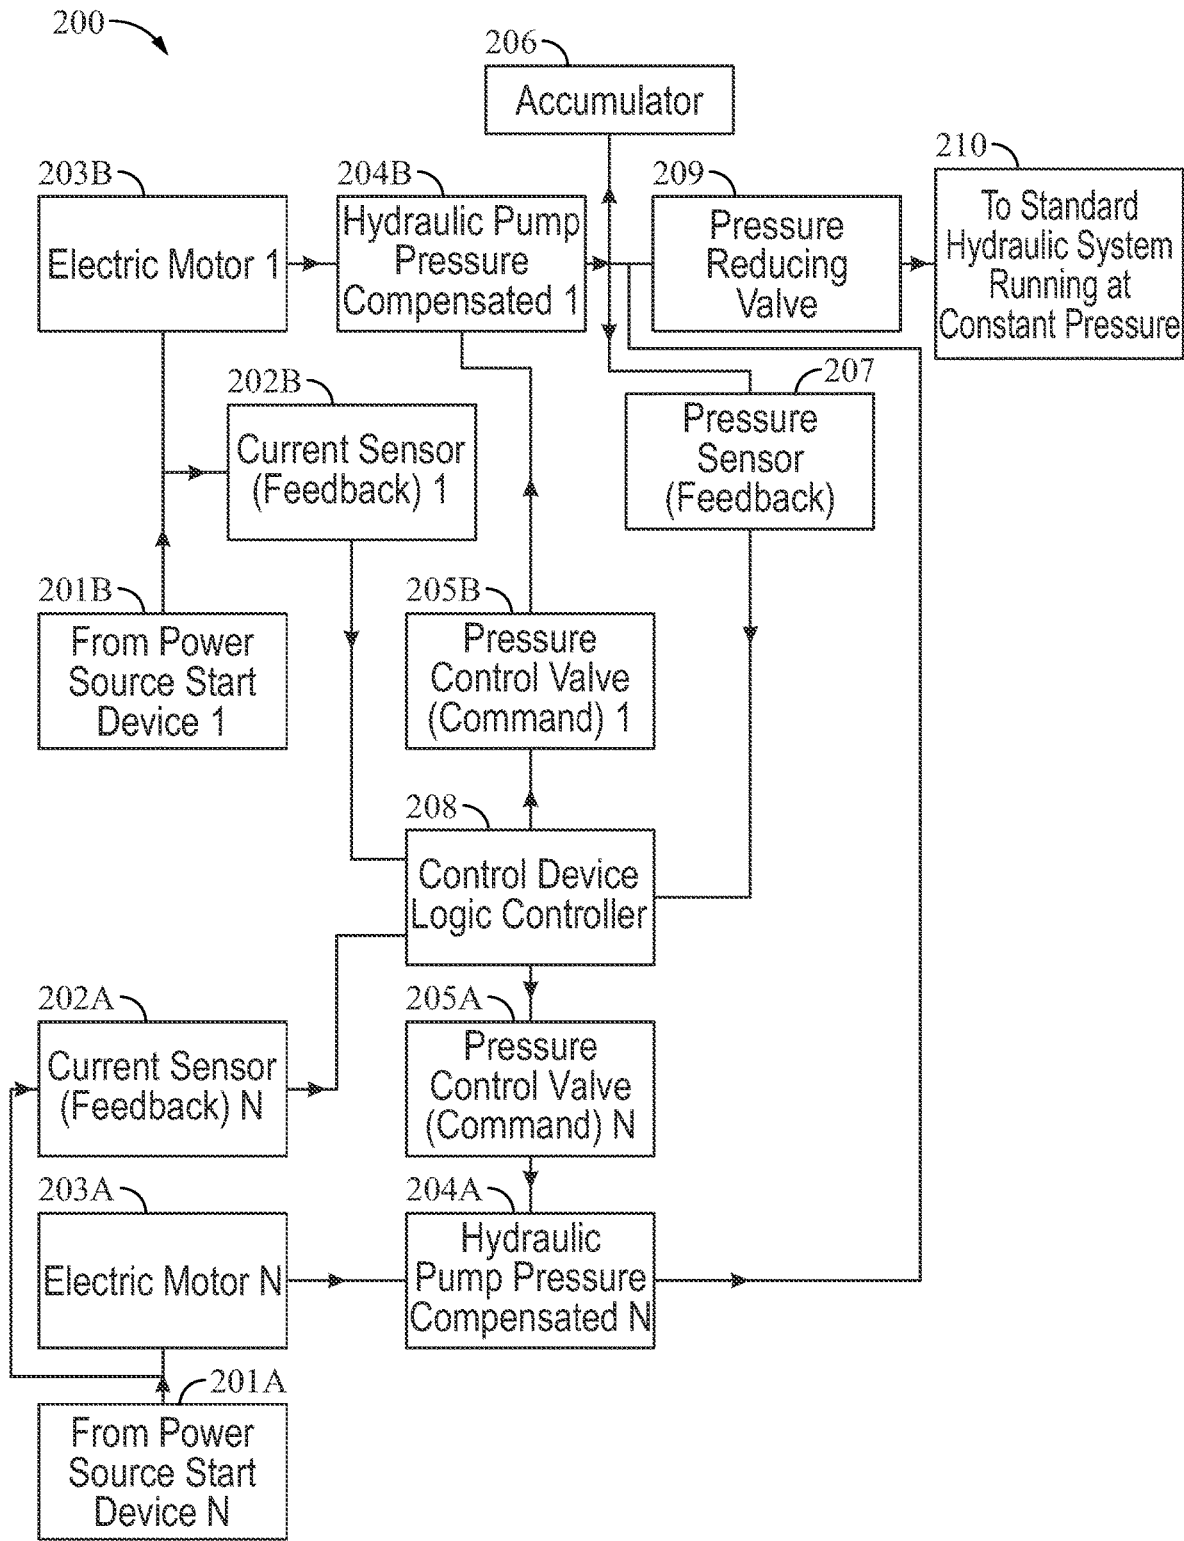 200
206
Accumulator
203B
Electric Motor 1
204B
Hydraulic Pump
Pressure
Compensated 1
209
Pressure
Reducing
Valve
210
To Standard
Hydraulic System
Running at
Constant Pressure
202B
Current Sensor
(Feedback) 1
207
Pressure
Sensor
(Feedback)
201B
From Power
Source Start
Device 1
205B
Pressure
Control Valve
(Command) 1
208
Control Device
Logic Controller
202A
Current Sensor
(Feedback) N
205A
Pressure
Control Valve
(Command) N
203A
Electric Motor N
204A
Hydraulic
Pump Pressure
Compensated N
201A
From Power
Source Start
Device N